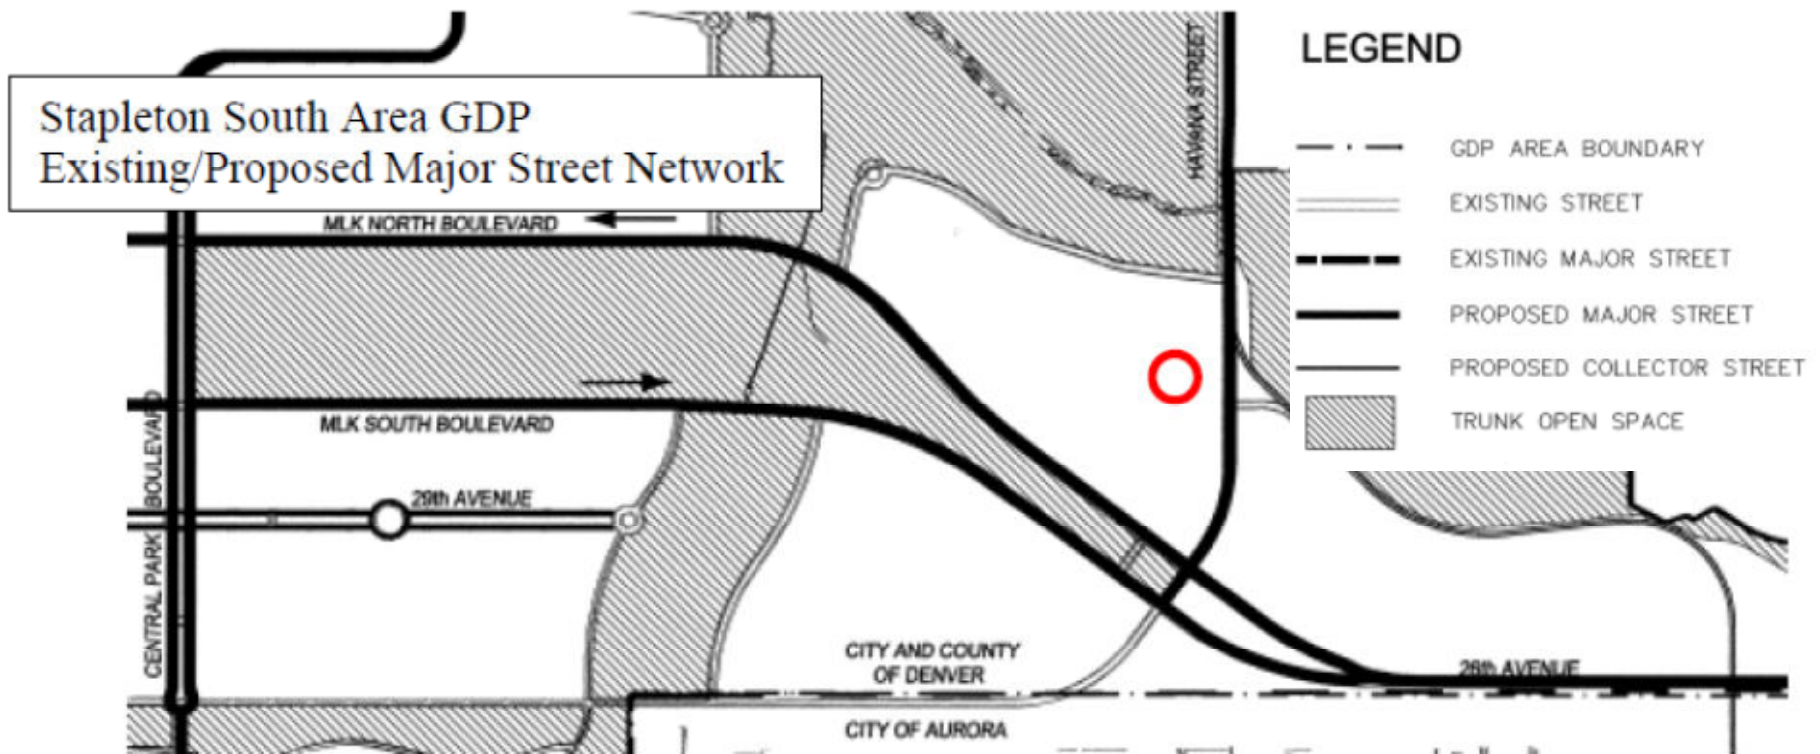 Stapleton South Area GDP
Existing/Proposed Major Street Network
MLK NORTH BOULEVARD
MLK SOUTH BOULEVARD
29th AVENUE
CENTRAL PARK BOULEVARD
HAVANA STREET
CITY AND COUNTY
OF DENVER
CITY OF AURORA
26th AVENUE
LEGEND
GDP AREA BOUNDARY
EXISTING STREET
EXISTING MAJOR STREET
PROPOSED MAJOR STREET
PROPOSED COLLECTOR STREET
TRUNK OPEN SPACE